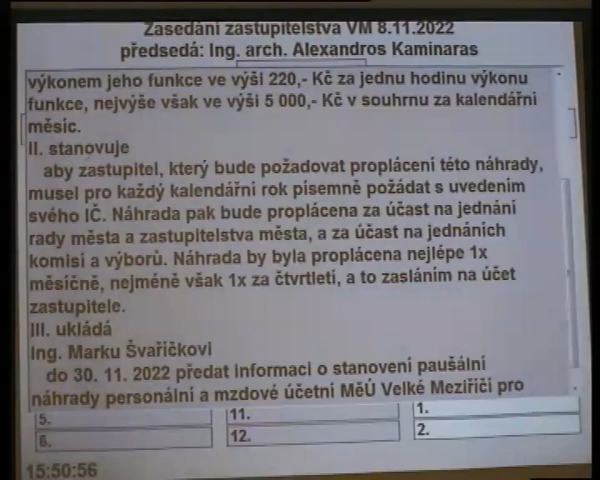 Zasedání zastupitelstva VM 8.11.2022
předsedá: Ing. arch. Alexandros Kaminaras
výkonem jeho funkce ve výši 220,- Kč za jednu hodinu výkonu
funkce, nejvýše však ve výši 5 000,- Kč v souhrnu za kalendářní
měsíc.
II. stanovuje
aby zastupitel, který bude požadovat proplácení této náhrady,
musel pro každý kalendářní rok písemně požádat s uvedením
svého IČ. Náhrada pak bude proplácena za účast na jednání
rady města a zastupitelstva města, a za účast na jednáních
komisí a výborů. Náhrada by byla proplácena nejlépe 1x
měsíčně, nejméně však 1x za čtvrtletí, a to zasláním na účet
zastupitele.
III. ukládá
Ing. Marku Švaříčkovi
do 30. 11. 2022 předat informaci o stanovení paušální
náhrady personální a mzdové účetní MěÚ Velké Meziříčí pro
5. 11. 1.
6. 12. 2.
15:50:56